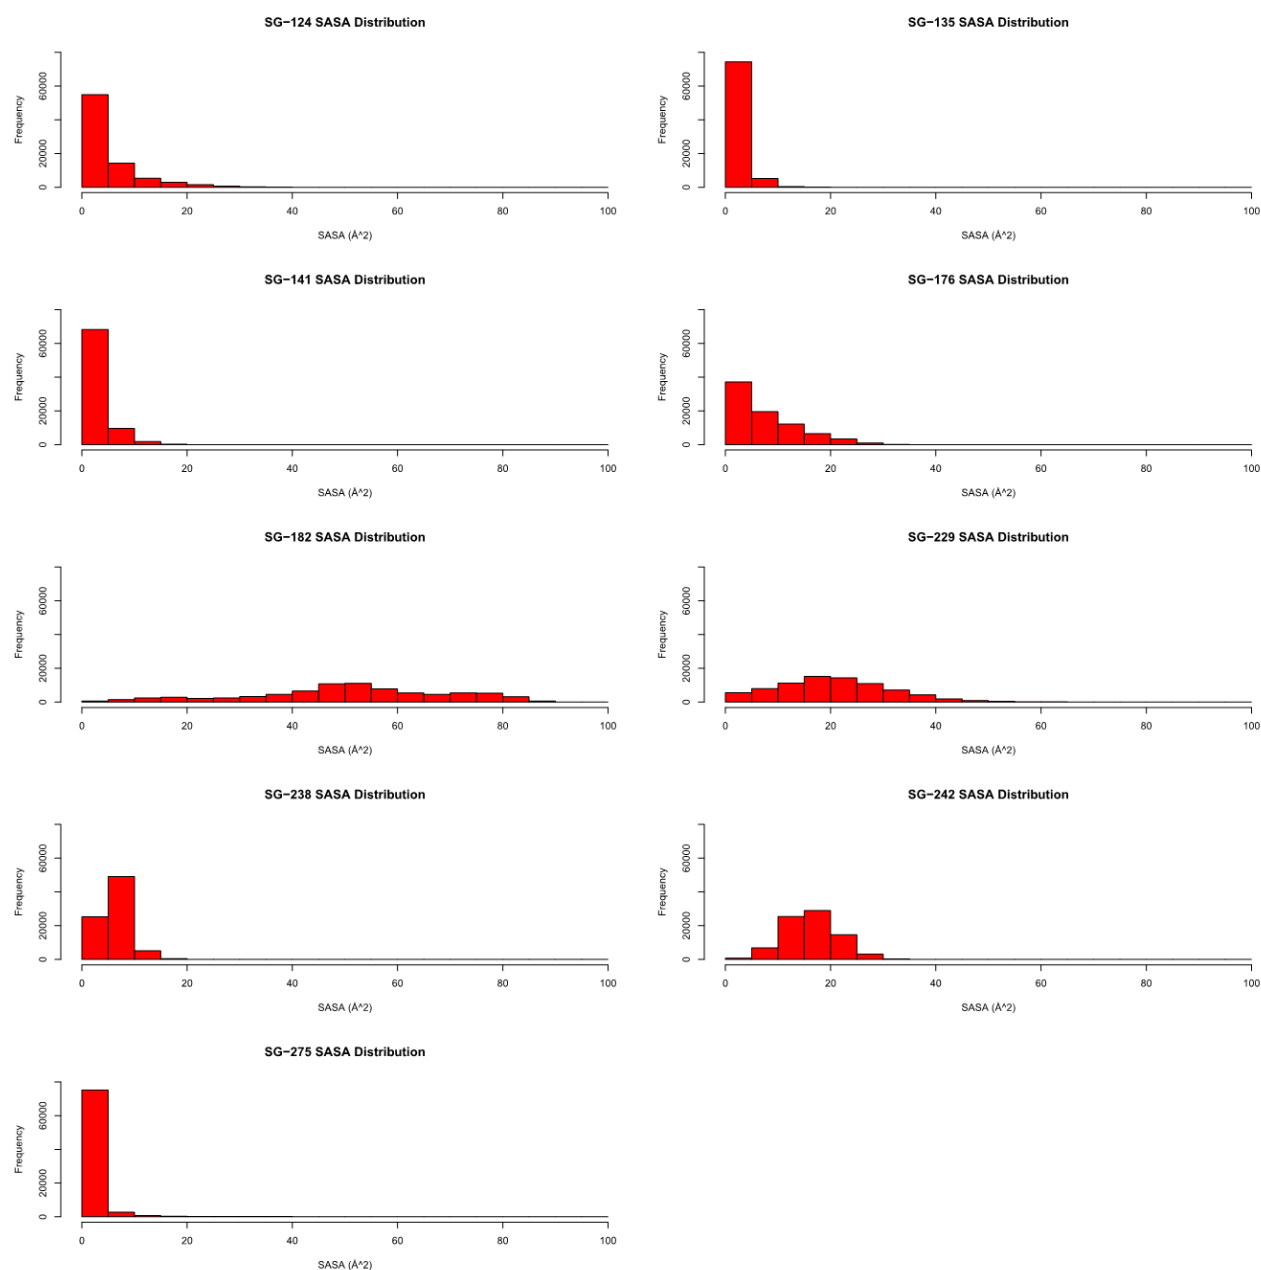 SG−124 SASA Distribution
Frequency
0 20000 60000
0 20 40 60 80 100
SASA (Å^2)
SG−135 SASA Distribution
Frequency
0 20000 60000
0 20 40 60 80 100
SASA (Å^2)
SG−141 SASA Distribution
Frequency
0 20000 60000
0 20 40 60 80 100
SASA (Å^2)
SG−176 SASA Distribution
Frequency
0 20000 60000
0 20 40 60 80 100
SASA (Å^2)
SG−182 SASA Distribution
Frequency
0 20000 60000
0 20 40 60 80 100
SASA (Å^2)
SG−229 SASA Distribution
Frequency
0 20000 60000
0 20 40 60 80 100
SASA (Å^2)
SG−238 SASA Distribution
Frequency
0 20000 60000
0 20 40 60 80 100
SASA (Å^2)
SG−242 SASA Distribution
Frequency
0 20000 60000
0 20 40 60 80 100
SASA (Å^2)
SG−275 SASA Distribution
Frequency
0 20000 60000
0 20 40 60 80 100
SASA (Å^2)